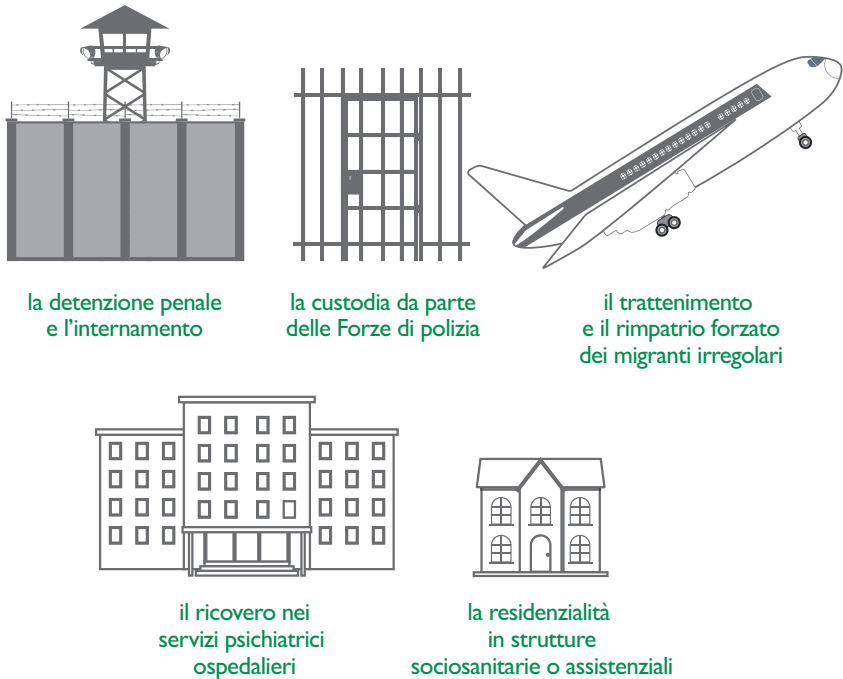 la detenzione penale
e l'internamento
la custodia da parte
delle Forze di polizia
il trattenimento
e il rimpatrio forzato
dei migranti irregolari
il ricovero nei
servizi psichiatrici
ospedalieri
la residenzialità
in strutture
sociosanitarie o assistenziali